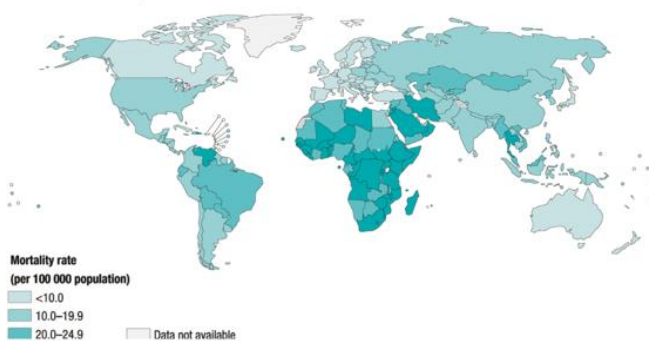 Mortality rate
(per 100 000 population)
<10.0
10.0–19.9
20.0–24.9
Data not available